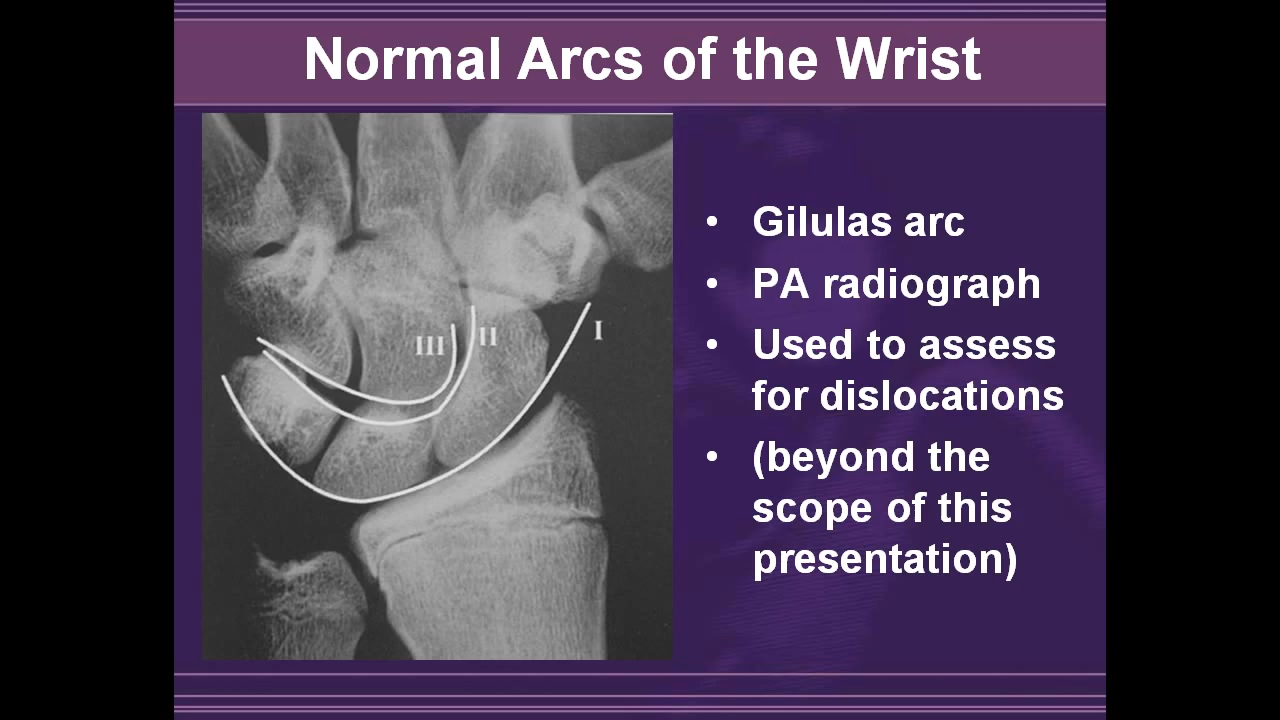 Normal Arcs of the Wrist
III
II
I
• Gilulas arc
• PA radiograph
• Used to assess
for dislocations
• (beyond the
scope of this
presentation)